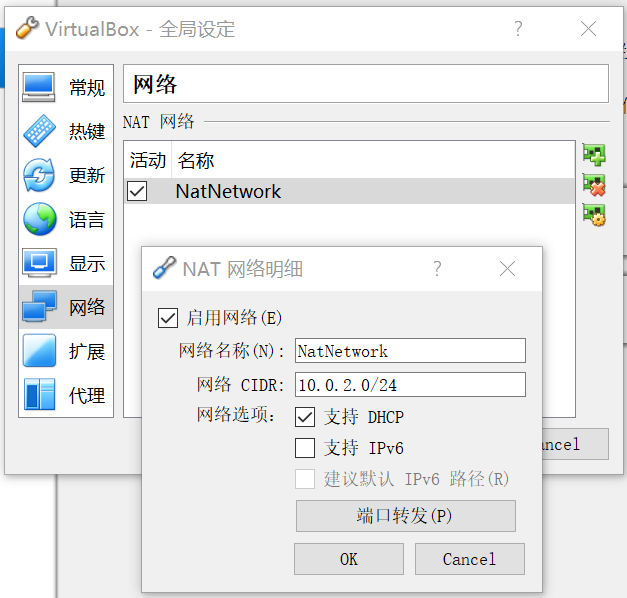 VirtualBox - 全局设定
常规
热键
更新
语言
显示
网络
扩展
代理
网络
NAT 网络
活动 名称
NatNetwork
NAT 网络明细
启用网络(E)
网络名称(N): NatNetwork
网络 CIDR: 10.0.2.0/24
网络选项: 支持 DHCP
支持 IPv6
建议默认 IPv6 路径(R)
端口转发(P)
OK Cancel